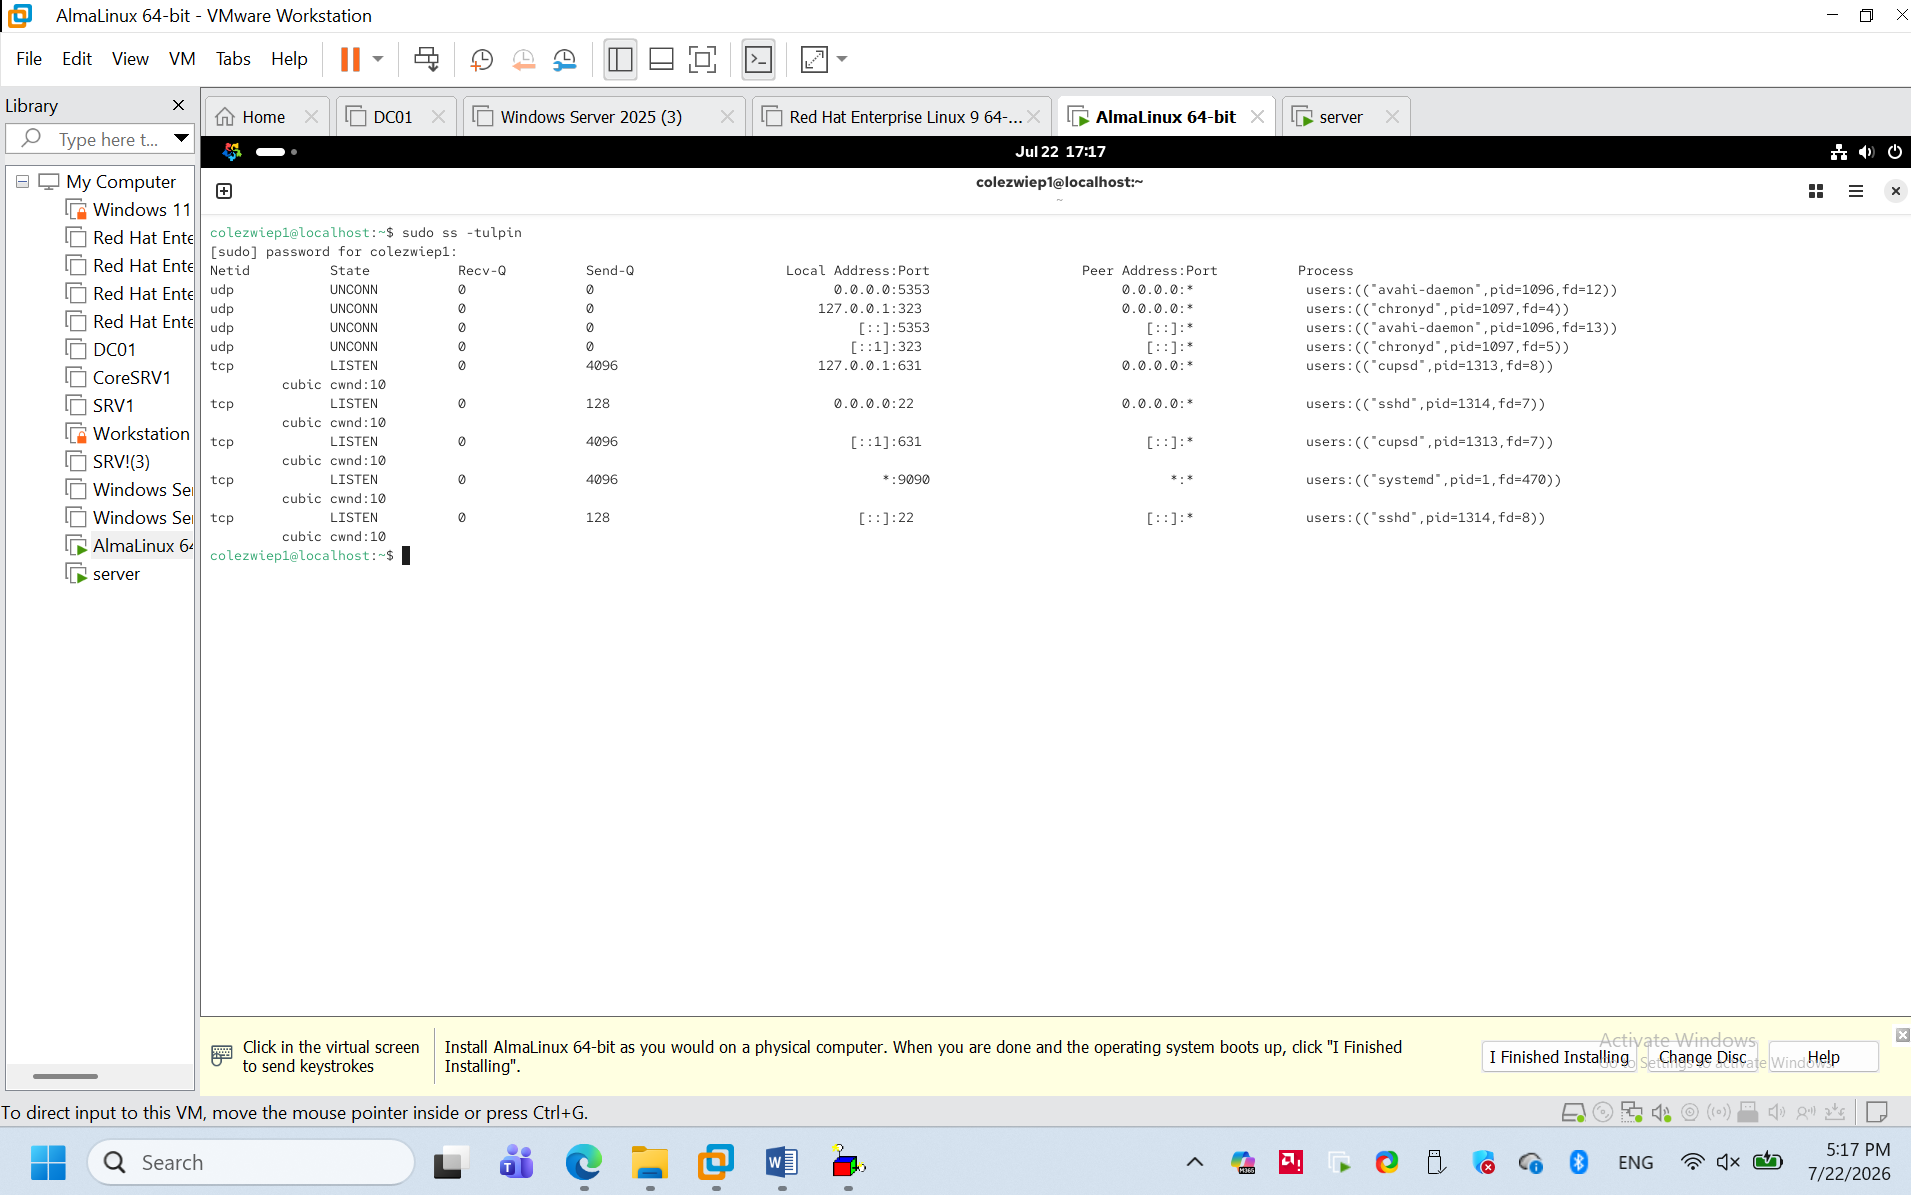 AlmaLinux 64-bit - VMware Workstation
File Edit View VM Tabs Help
Library
Type here t...
My Computer
Windows 11
Red Hat Ente
Red Hat Ente
Red Hat Ente
Red Hat Ente
DC01
CoreSRV1
SRV1
Workstation
SRV!(3)
Windows Ser
Windows Ser
AlmaLinux 64
server
Home DC01 Windows Server 2025 (3) Red Hat Enterprise Linux 9 64-... AlmaLinux 64-bit server
Jul 22 17:17
colezwiep1@localhost:~
~
colezwiep1@localhost:~$ sudo ss -tulpin
[sudo] password for colezwiep1:
Netid State Recv-Q Send-Q Local Address:Port Peer Address:Port Process
udp UNCONN 0 0 0.0.0.0:5353 0.0.0.0:* users:(("avahi-daemon",pid=1096,fd=12))
udp UNCONN 0 0 127.0.0.1:323 0.0.0.0:* users:(("chronyd",pid=1097,fd=4))
udp UNCONN 0 0 [::]:5353 [::]:* users:(("avahi-daemon",pid=1096,fd=13))
udp UNCONN 0 0 [::1]:323 [::]:* users:(("chronyd",pid=1097,fd=5))
tcp LISTEN 0 4096 127.0.0.1:631 0.0.0.0:* users:(("cupsd",pid=1313,fd=8))
cubic cwnd:10
tcp LISTEN 0 128 0.0.0.0:22 0.0.0.0:* users:(("sshd",pid=1314,fd=7))
cubic cwnd:10
tcp LISTEN 0 4096 [::1]:631 [::]:* users:(("cupsd",pid=1313,fd=7))
cubic cwnd:10
tcp LISTEN 0 4096 *:9090 *:* users:(("systemd",pid=1,fd=470))
cubic cwnd:10
tcp LISTEN 0 128 [::]:22 [::]:* users:(("sshd",pid=1314,fd=8))
cubic cwnd:10
colezwiep1@localhost:~$
Click in the virtual screen
to send keystrokes
Install AlmaLinux 64-bit as you would on a physical computer. When you are done and the operating system boots up, click "I Finished
Installing".
I Finished Installing Change Disc Help
Activate Windows
Go to Settings to activate Windows.
To direct input to this VM, move the mouse pointer inside or press Ctrl+G.
Search
ENG
5:17 PM
7/22/2026